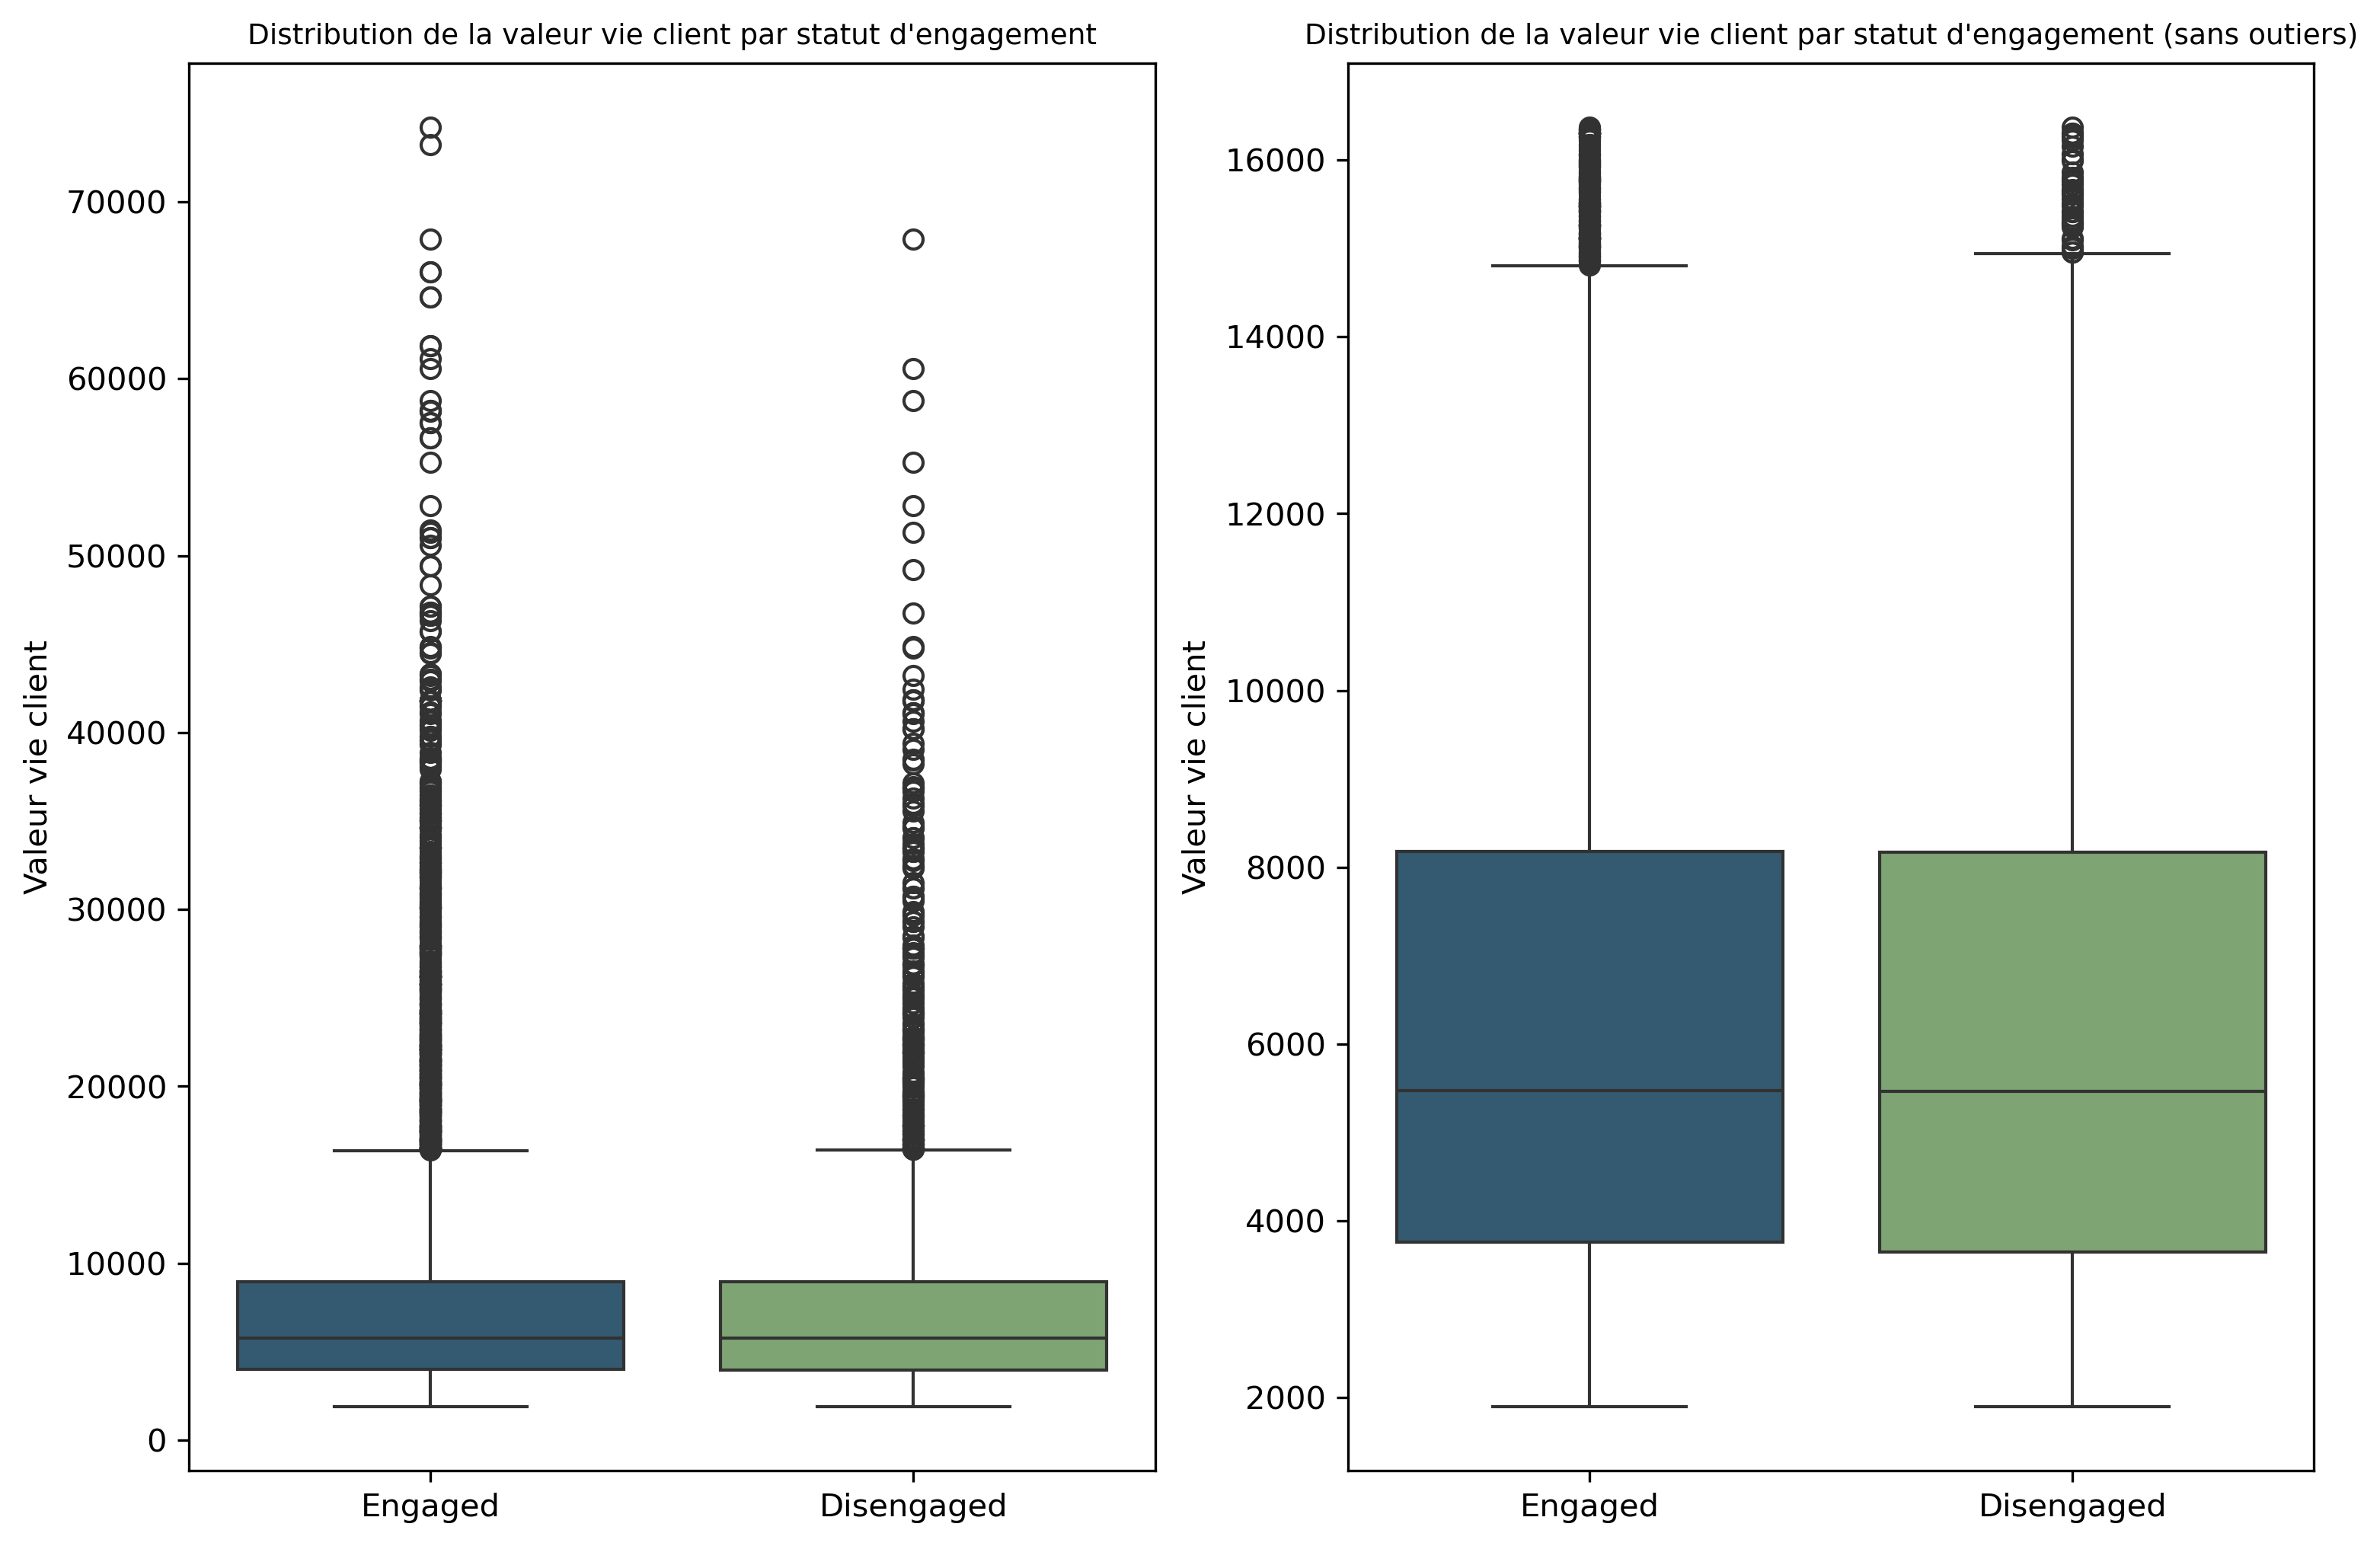 Distribution de la valeur vie client par statut d'engagement
Valeur vie client
70000
60000
50000
40000
30000
20000
10000
0
Engaged
Disengaged
Distribution de la valeur vie client par statut d'engagement (sans outiers)
Valeur vie client
16000
14000
12000
10000
8000
6000
4000
2000
Engaged
Disengaged